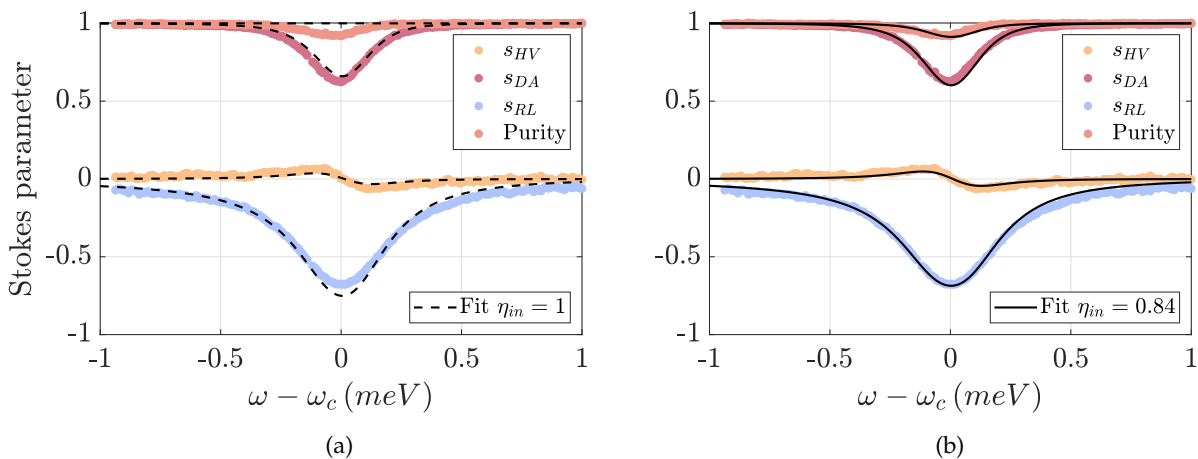 Stokes parameter
1
0.5
0
-0.5
-1
-1
-0.5
0
0.5
1
ω − ω_c (meV)
s_HV
s_DA
s_RL
Purity
Fit η_in = 1
(a)
1
0.5
0
-0.5
-1
-1
-0.5
0
0.5
1
ω − ω_c (meV)
s_HV
s_DA
s_RL
Purity
Fit η_in = 0.84
(b)